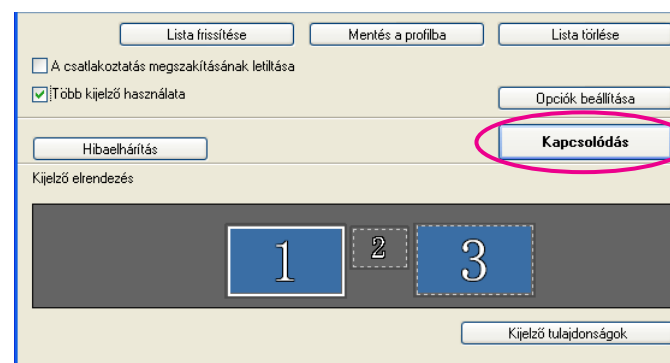 Lista frissítése Mentés a profilba Lista törlése
A csatlakoztatás megszakításának letiltása
Több kijelző használata
Opciók beállítása
Hibaelhárítás Kapcsolódás
Kijelző elrendezés
1 2 3
Kijelző tulajdonságok